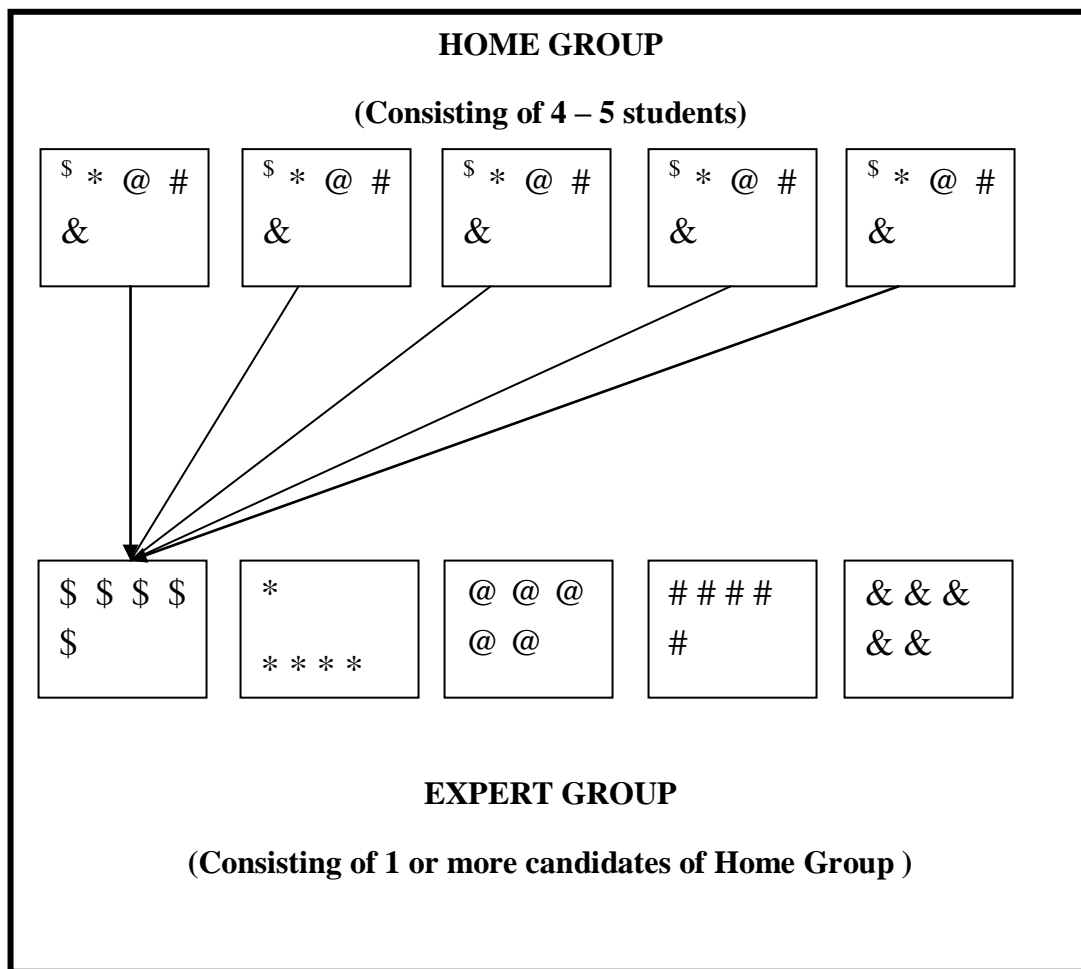 HOME GROUP
(Consisting of 4 – 5 students)
$ * @ # $ * @ # $ * @ # $ * @ # $ * @ #
& & & & &
$ $ $ $ * @ @ @ # # # # & & &
$ * * * * @ @ # & &
EXPERT GROUP
(Consisting of 1 or more candidates of Home Group )